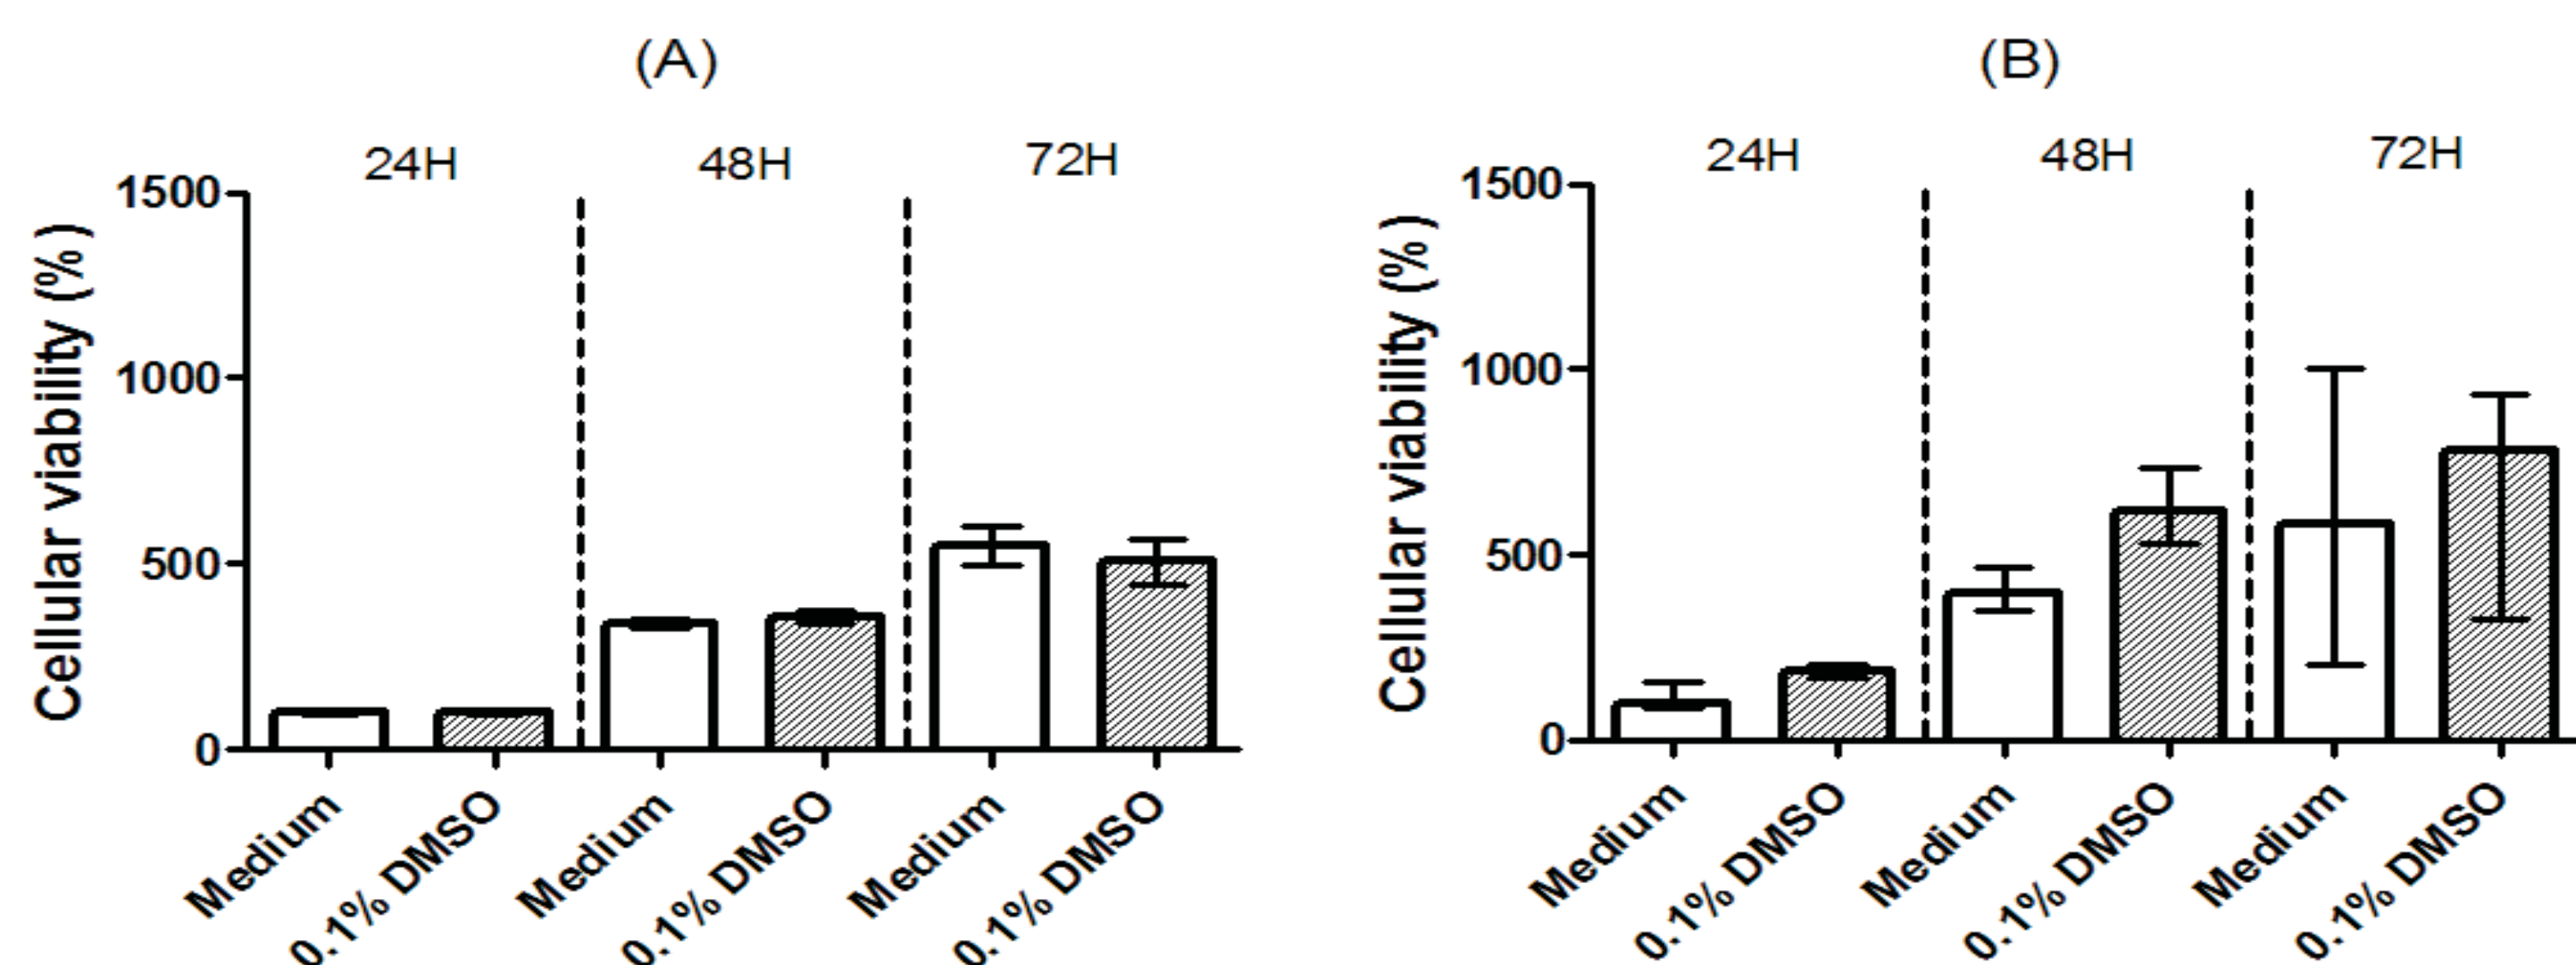 (A)
24H
48H
72H
Cellular viability (%)
1500
1000
500
0
Medium
0.1% DMSO
Medium
0.1% DMSO
Medium
0.1% DMSO
(B)
24H
48H
72H
Cellular viability (%)
1500
1000
500
0
Medium
0.1% DMSO
Medium
0.1% DMSO
Medium
0.1% DMSO